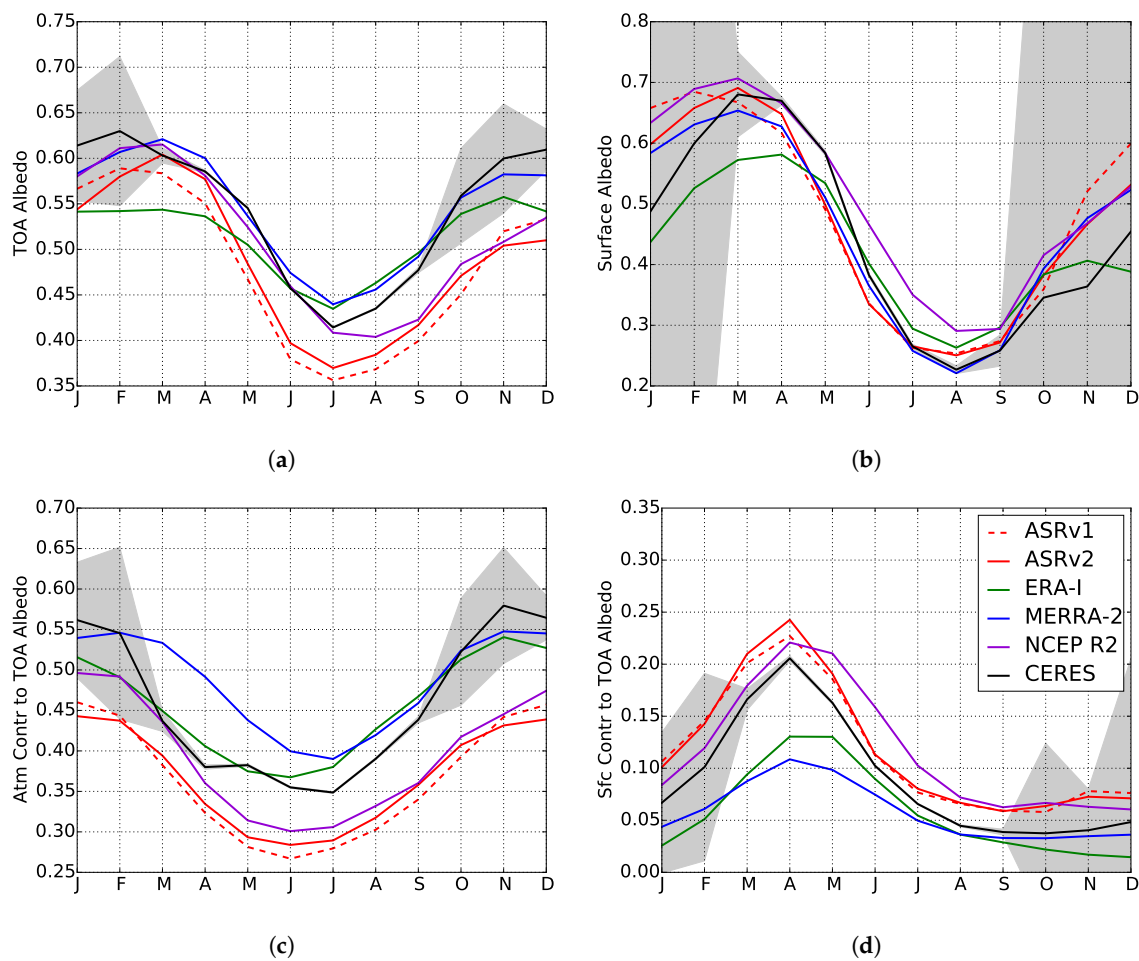 0.75
0.70
0.65
0.60
0.55
0.50
0.45
0.40
0.35
TOA Albedo
J F M A M J J A S O N D
(a)
0.8
0.7
0.6
0.5
0.4
0.3
0.2
Surface Albedo
J F M A M J J A S O N D
(b)
0.70
0.65
0.60
0.55
0.50
0.45
0.40
0.35
0.30
0.25
Atm Contr to TOA Albedo
J F M A M J J A S O N D
(c)
0.35
0.30
0.25
0.20
0.15
0.10
0.05
0.00
Sfc Contr to TOA Albedo
ASRv1
ASRv2
ERA-I
MERRA-2
NCEP R2
CERES
J F M A M J J A S O N D
(d)